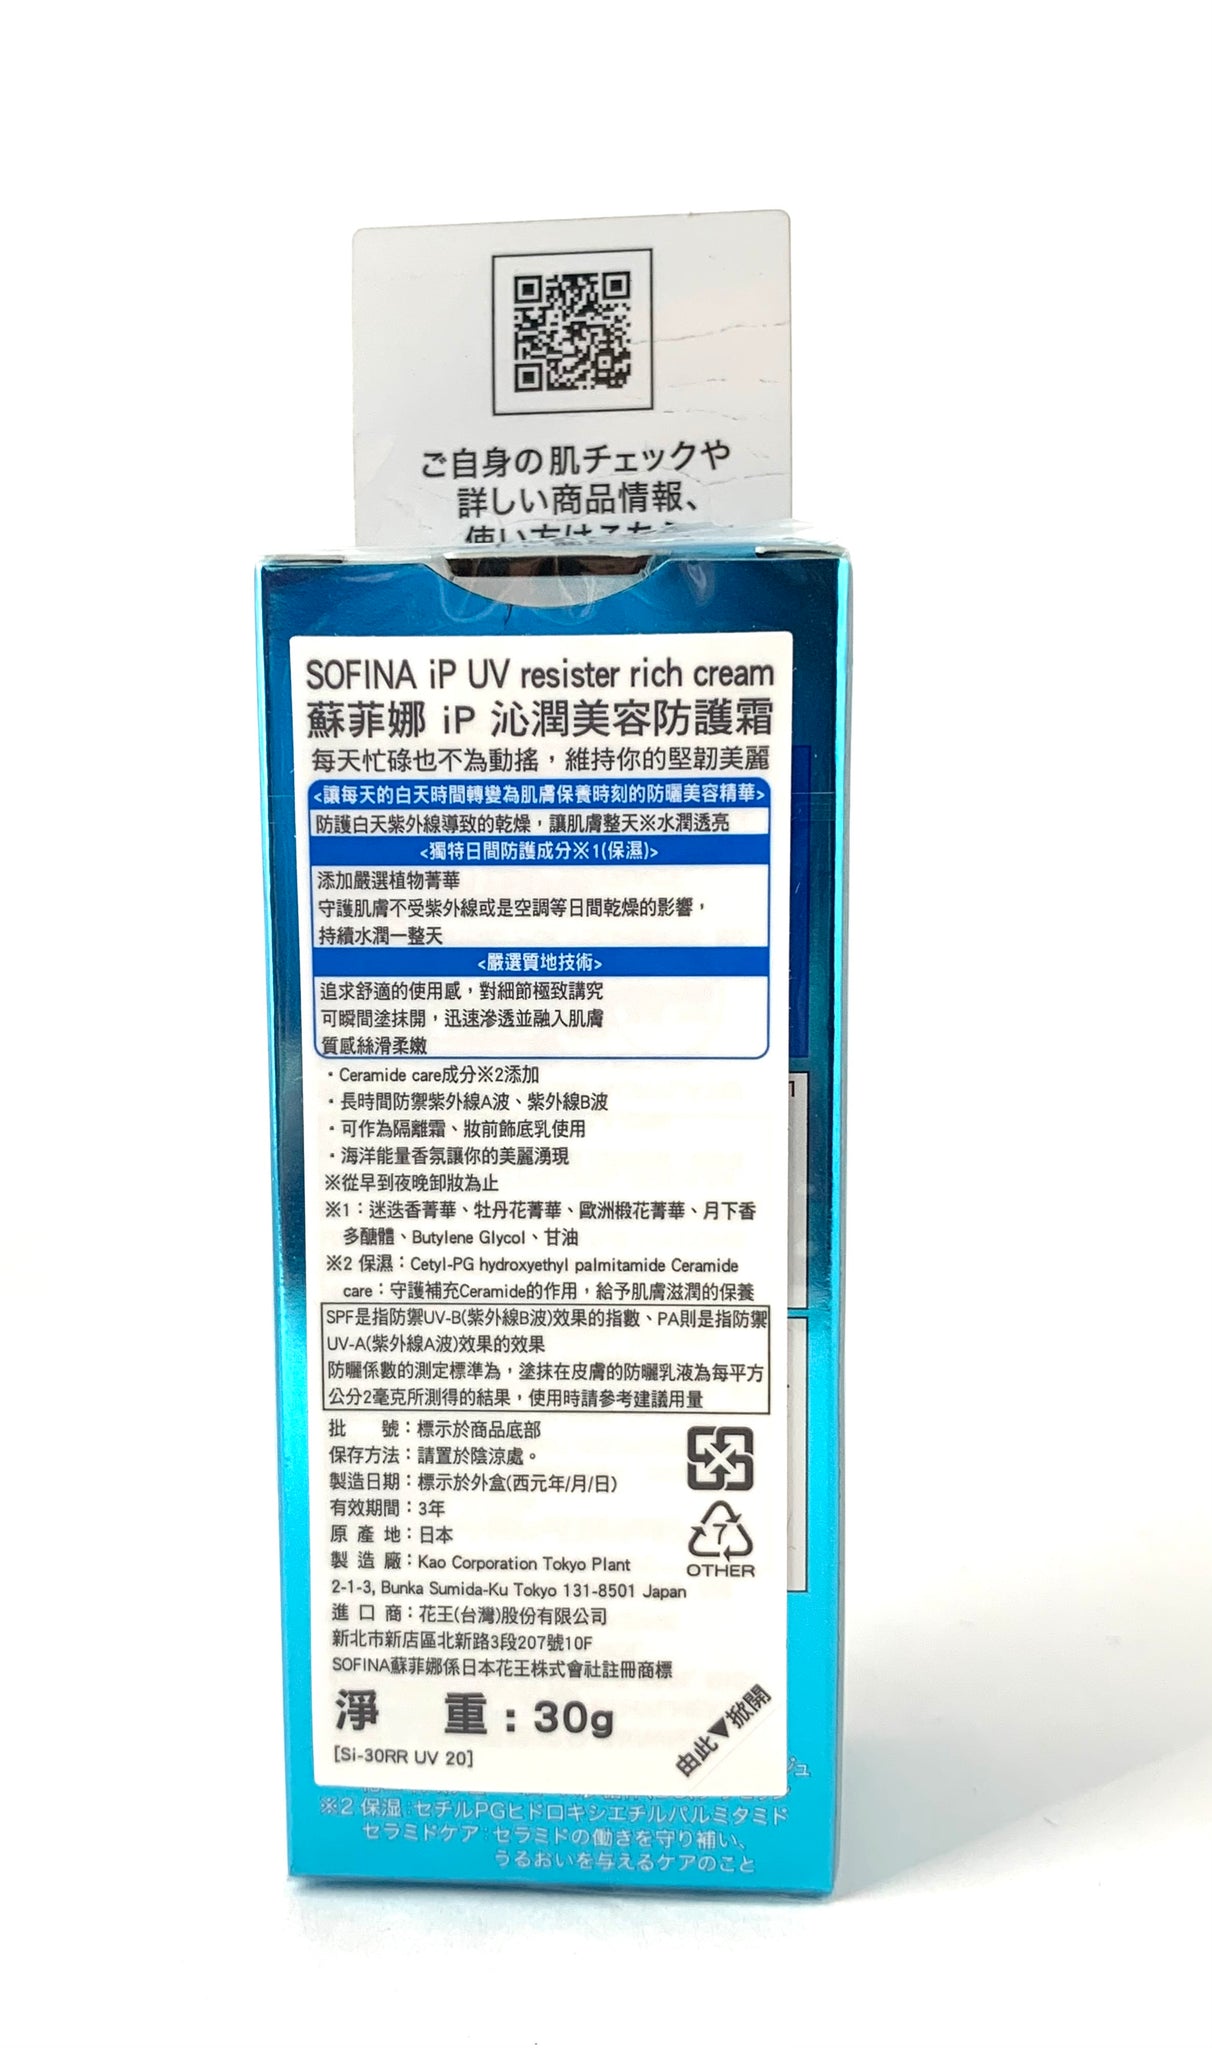 ご自身の肌チェックや
詳しい商品情報、
使い方はこちら
SOFINA iP UV resister rich cream
蘇菲娜 iP 沁潤美容防護霜
每天忙碌也不為動搖，維持你的堅韌美麗
<讓每天的白天時間轉變為肌膚保養時刻的防曬美容精華>
防護白天紫外線導致的乾燥，讓肌膚整天※水潤透亮
<獨特日間防護成分※1(保濕)>
添加嚴選植物菁華
守護肌膚不受紫外線或是空調等日間乾燥的影響，
持續水潤一整天
<嚴選質地技術>
追求舒適的使用感，對細節極致講究
可瞬間塗抹開，迅速滲透並融入肌膚
質感絲滑柔嫩
・Ceramide care成分※2添加
・長時間防禦紫外線A波、紫外線B波
・可作為隔離霜、妝前飾底乳使用
・海洋能量香氛讓你的美麗湧現
※從早到夜晚卸妝為止
※1：迷迭香菁華、牡丹花菁華、歐洲椴花菁華、月下香
多醣體、Butylene Glycol、甘油
※2 保濕：Cetyl-PG hydroxyethyl palmitamide Ceramide
care：守護補充Ceramide的作用，給予肌膚滋潤的保養
SPF是指防禦UV-B(紫外線B波)效果的指數、PA則是指防禦
UV-A(紫外線A波)效果的效果
防曬係數的測定標準為，塗抹在皮膚的防曬乳液為每平方
公分2毫克所測得的結果，使用時請參考建議用量
批　　號：標示於商品底部
保存方法：請置於陰涼處。
製造日期：標示於外盒(西元年/月/日)
有效期間：3年
原 產 地：日本
製 造 廠：Kao Corporation Tokyo Plant
2-1-3, Bunka Sumida-Ku Tokyo 131-8501 Japan
進 口 商：花王(台灣)股份有限公司
新北市新店區北新路3段207號10F
SOFINA蘇菲娜係日本花王株式會社註冊商標
淨　　重：30g
[Si-30RR UV 20]
7
OTHER
由此▼掀開
※2 保湿：セチルPGヒドロキシエチルパルミタミド
セラミドケア：セラミドの働きを守り補い、
うるおいを与えるケアのこと